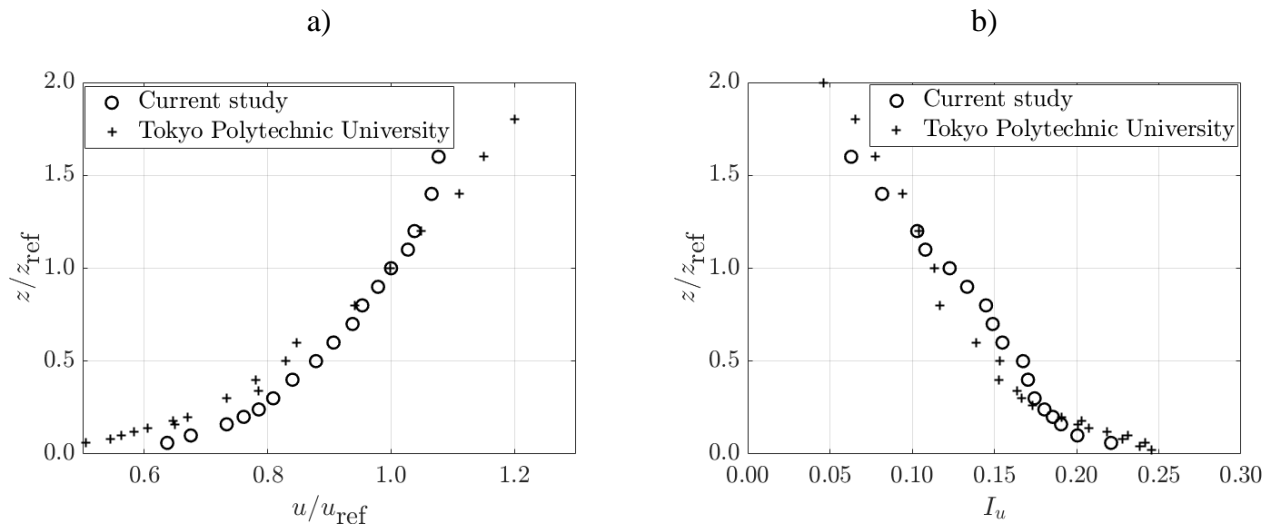 a)
2.0
1.5
1.0
0.5
0.0
z/z_ref
Current study
Tokyo Polytechnic University
0.6 0.8 1.0 1.2
u/u_ref
b)
2.0
1.5
1.0
0.5
0.0
z/z_ref
Current study
Tokyo Polytechnic University
0.00 0.05 0.10 0.15 0.20 0.25 0.30
I_u